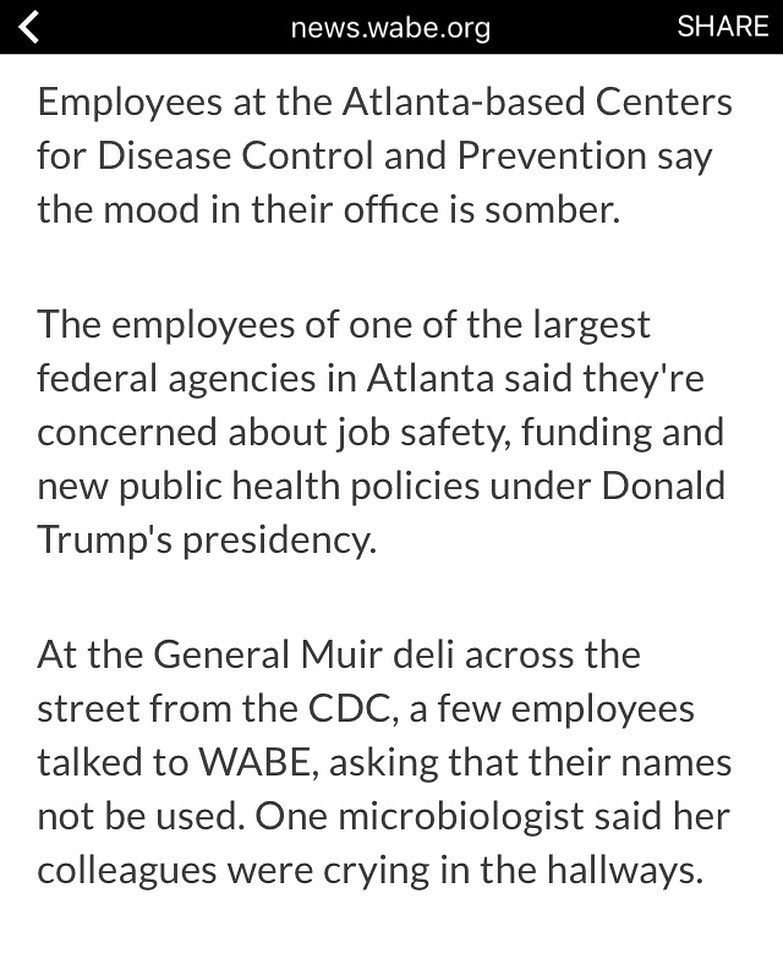 news.wabe.org SHARE
Employees at the Atlanta-based Centers
for Disease Control and Prevention say
the mood in their office is somber.
The employees of one of the largest
federal agencies in Atlanta said they're
concerned about job safety, funding and
new public health policies under Donald
Trump's presidency.
At the General Muir deli across the
street from the CDC, a few employees
talked to WABE, asking that their names
not be used. One microbiologist said her
colleagues were crying in the hallways.